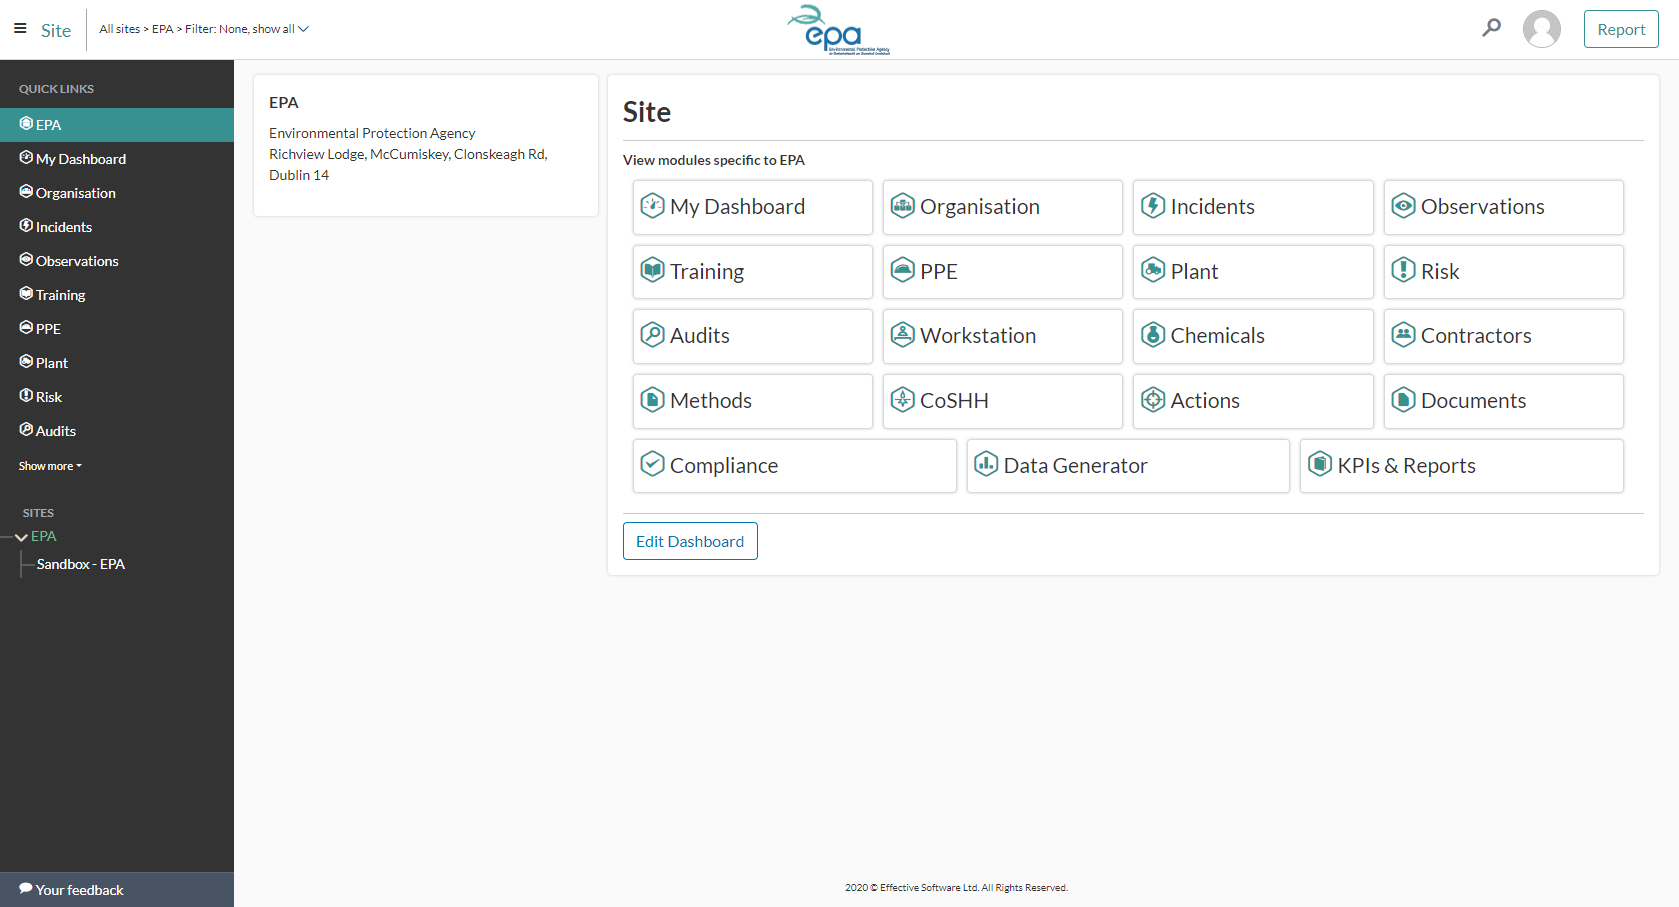 Site
All sites > EPA > Filter: None, show all
epa
Environmental Protection Agency
Report
QUICK LINKS
EPA
My Dashboard
Organisation
Incidents
Observations
Training
PPE
Plant
Risk
Audits
Show more
SITES
EPA
Sandbox - EPA
Your feedback
EPA
Environmental Protection Agency
Richview Lodge, McCumiskey, Clonskeagh Rd,
Dublin 14
Site
View modules specific to EPA
My Dashboard
Organisation
Incidents
Observations
Training
PPE
Plant
Risk
Audits
Workstation
Chemicals
Contractors
Methods
CoSHH
Actions
Documents
Compliance
Data Generator
KPIs & Reports
Edit Dashboard
2020 © Effective Software Ltd. All Rights Reserved.